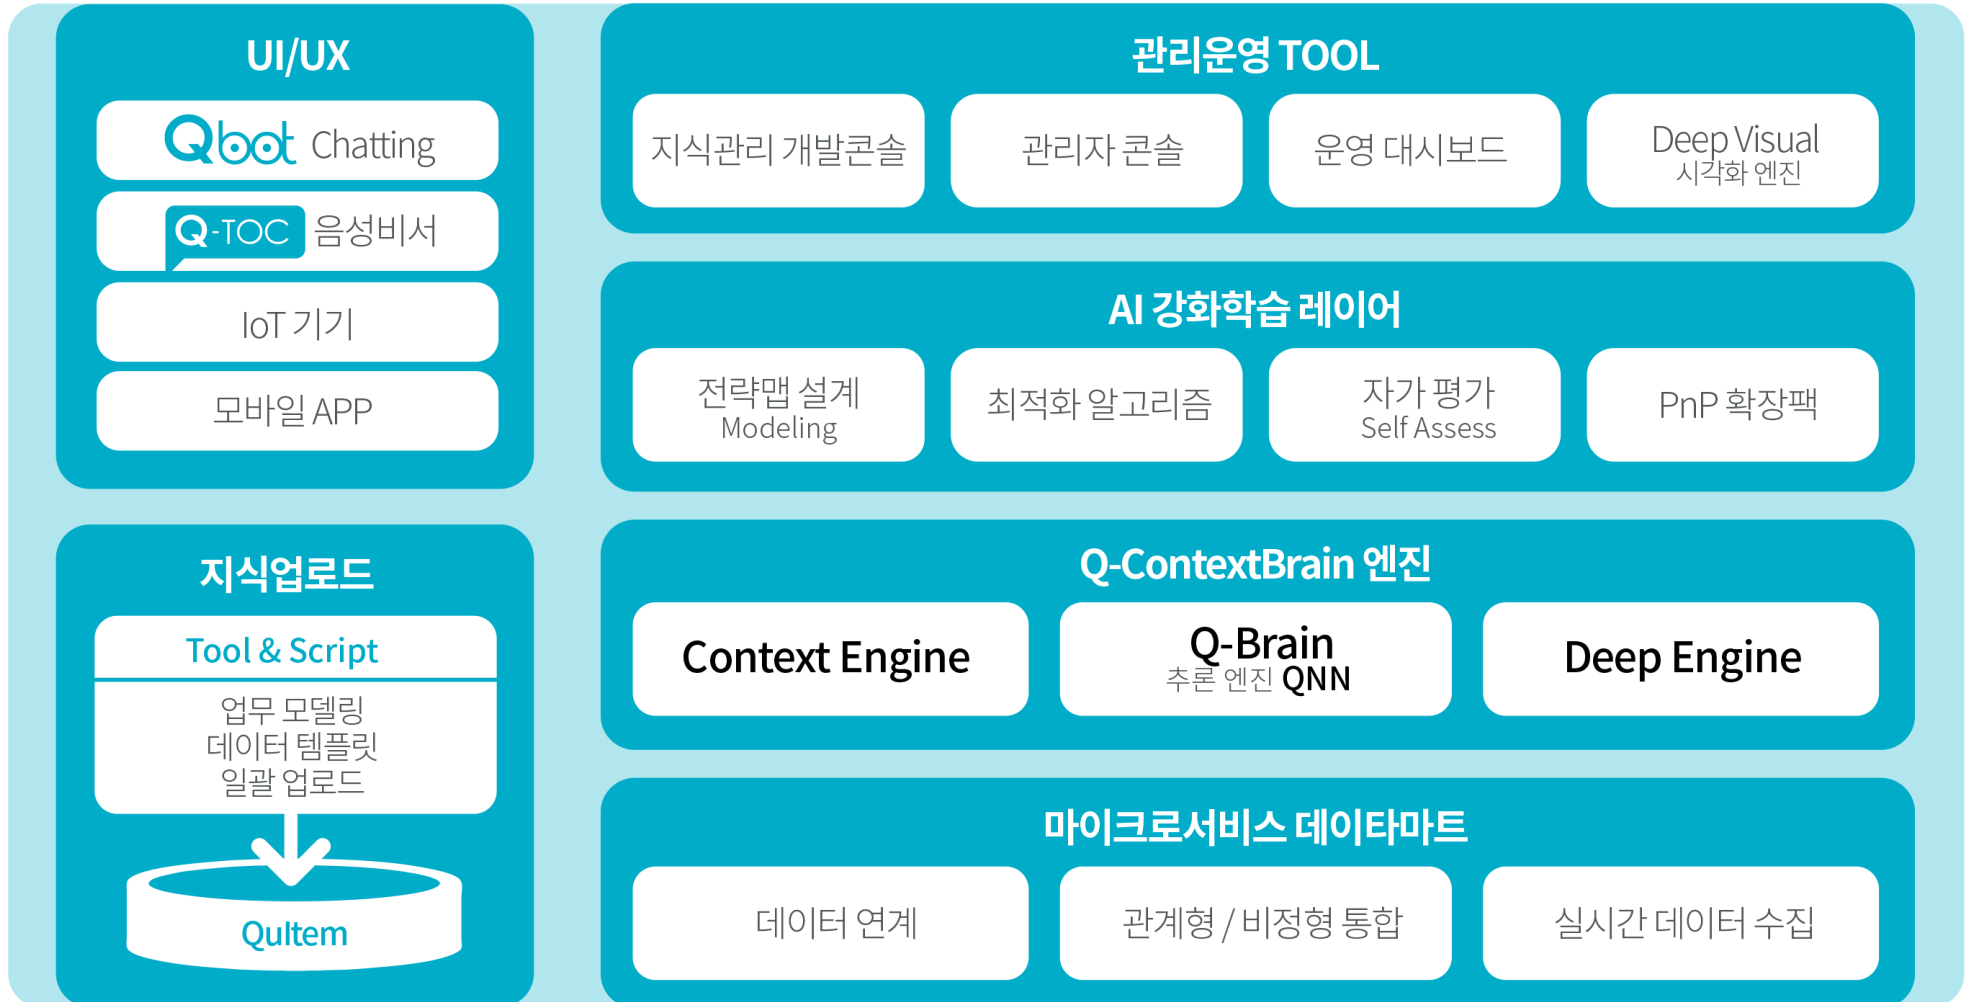 UI/UX
Qbot Chatting
Q-TOC 음성비서
IoT 기기
모바일 APP
지식업로드
Tool & Script
업무 모델링
데이터 템플릿
일괄 업로드
QuItem
관리운영 TOOL
지식관리 개발콘솔
관리자 콘솔
운영 대시보드
Deep Visual
시각화 엔진
AI 강화학습 레이어
전략맵 설계
Modeling
최적화 알고리즘
자가 평가
Self Assess
PnP 확장팩
Q-ContextBrain 엔진
Context Engine
Q-Brain
추론 엔진 QNN
Deep Engine
마이크로서비스 데이타마트
데이터 연계
관계형 / 비정형 통합
실시간 데이터 수집